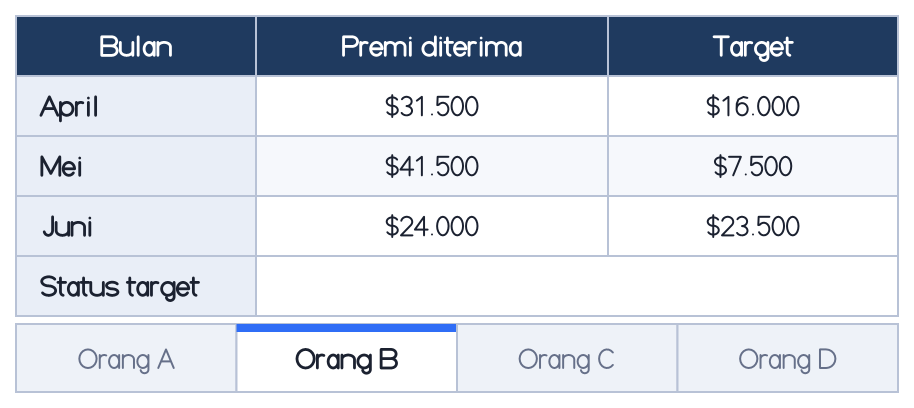 Bulan Premi diterima Target
April $31.500 $16.000
Mei $41.500 $7.500
Juni $24.000 $23.500
Status target
Orang A Orang B Orang C Orang D